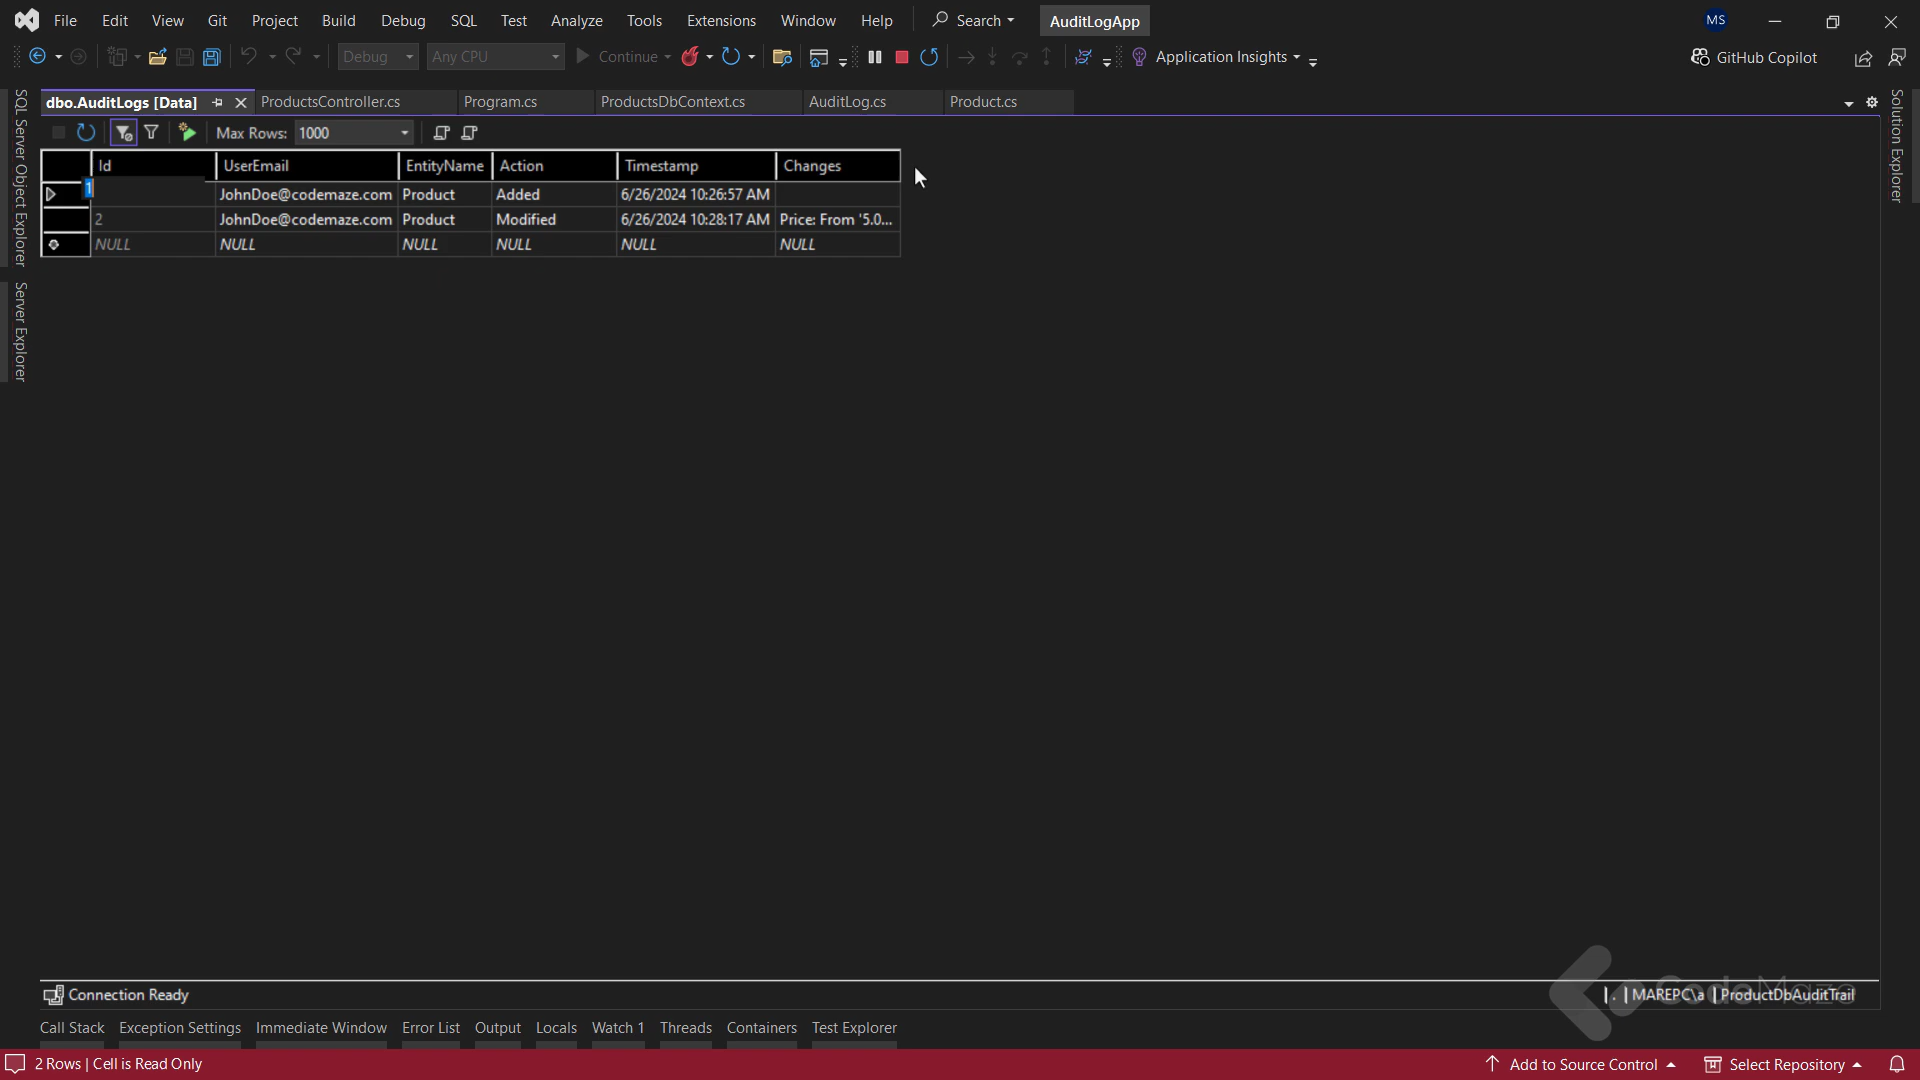 File Edit View Git Project Build Debug SQL Test Analyze Tools Extensions Window Help Search AuditLogApp MS
Debug Any CPU Continue Application Insights GitHub Copilot
dbo.AuditLogs [Data] ProductsController.cs Program.cs ProductsDbContext.cs AuditLog.cs Product.cs
Max Rows: 1000
Id UserEmail EntityName Action Timestamp Changes
1 JohnDoe@codemaze.com Product Added 6/26/2024 10:26:57 AM
2 JohnDoe@codemaze.com Product Modified 6/26/2024 10:28:17 AM Price: From '5.0...
NULL NULL NULL NULL NULL NULL
SQL Server Object Explorer
Server Explorer
Solution Explorer
Connection Ready | . | MAREPC\a | ProductDbAuditTrail
CodeMaze
Call Stack Exception Settings Immediate Window Error List Output Locals Watch 1 Threads Containers Test Explorer
2 Rows | Cell is Read Only Add to Source Control Select Repository